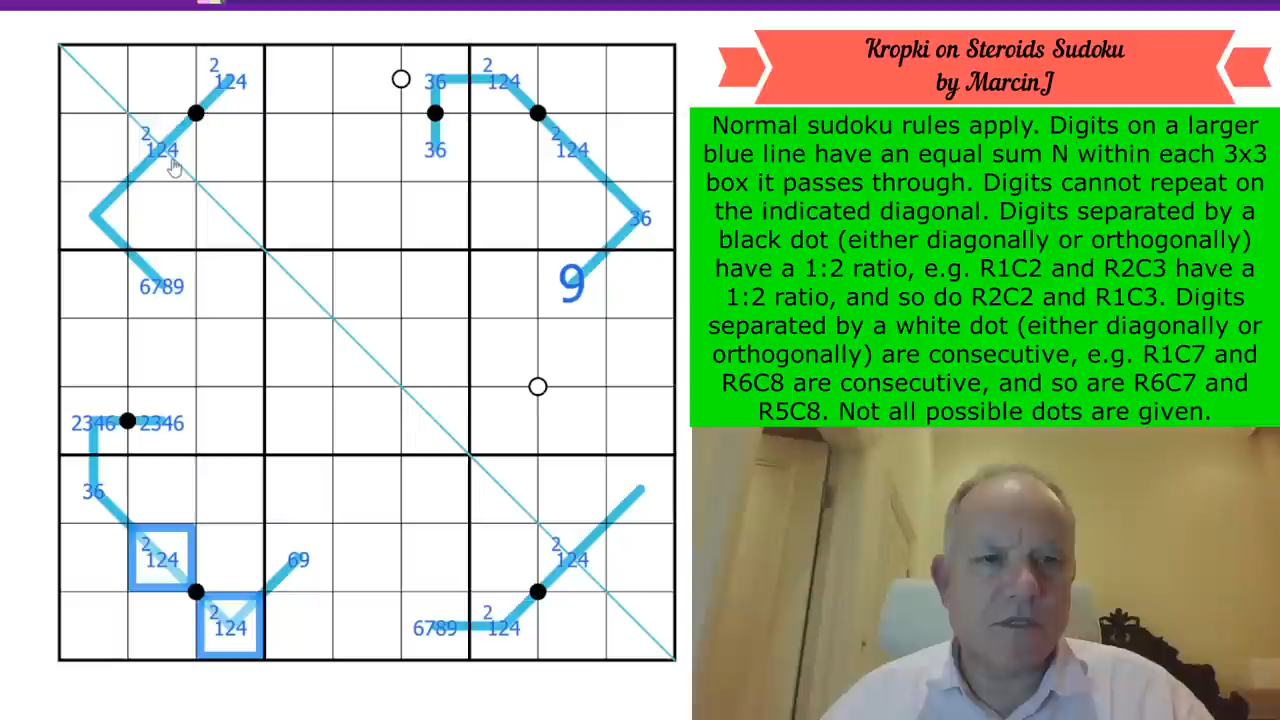 Kropki on Steroids Sudoku
by MarcinJ
Normal sudoku rules apply. Digits on a larger
blue line have an equal sum N within each 3x3
box it passes through. Digits cannot repeat on
the indicated diagonal. Digits separated by a
black dot (either diagonally or orthogonally)
have a 1:2 ratio, e.g. R1C2 and R2C3 have a
1:2 ratio, and so do R2C2 and R1C3. Digits
separated by a white dot (either diagonally or
orthogonally) are consecutive, e.g. R1C7 and
R6C8 are consecutive, and so are R6C7 and
R5C8. Not all possible dots are given.
2 2
124 36 124
2 2
124 36 124
36
6789 9
2346 2346
36
2 2
124 69 124
2 2
124 6789 124